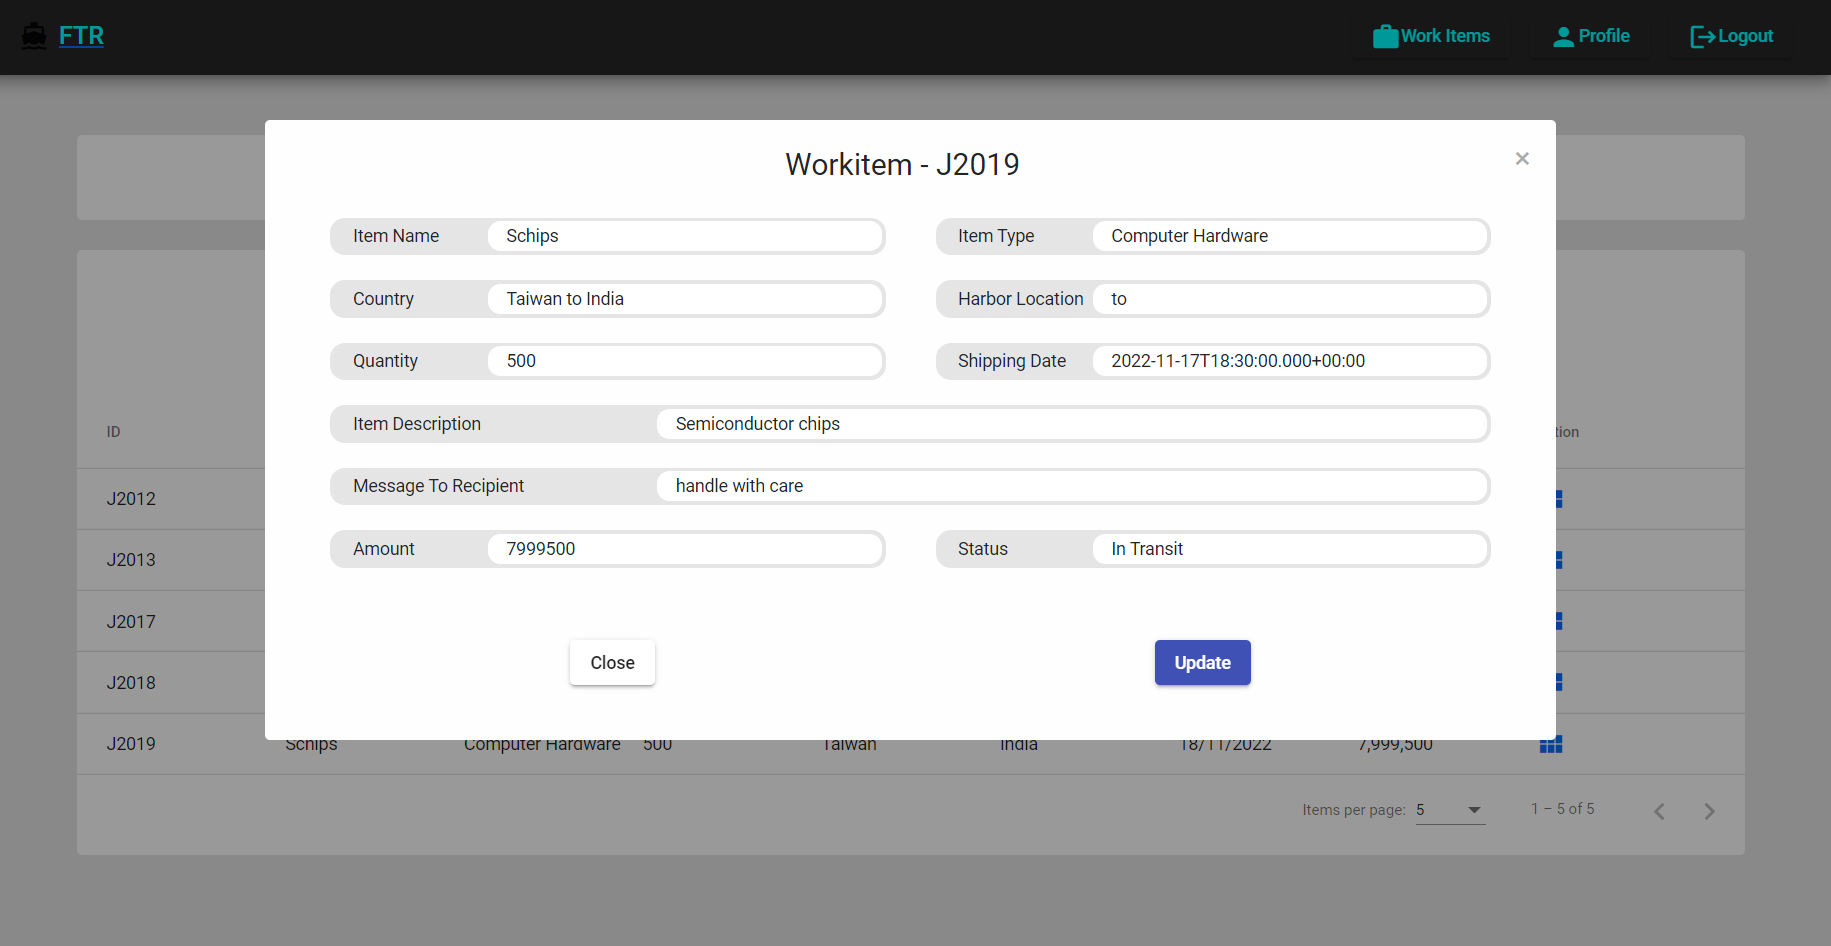 FTR
Work Items
Profile
Logout
Workitem - J2019
×
Item Name Schips
Item Type Computer Hardware
Country Taiwan to India
Harbor Location to
Quantity 500
Shipping Date 2022-11-17T18:30:00.000+00:00
Item Description Semiconductor chips
Message To Recipient handle with care
Amount 7999500
Status In Transit
Close
Update
ID tion
J2012
J2013
J2017
J2018
J2019 Schips Computer Hardware 500 Taiwan India 18/11/2022 7,999,500
Items per page: 5 1 – 5 of 5